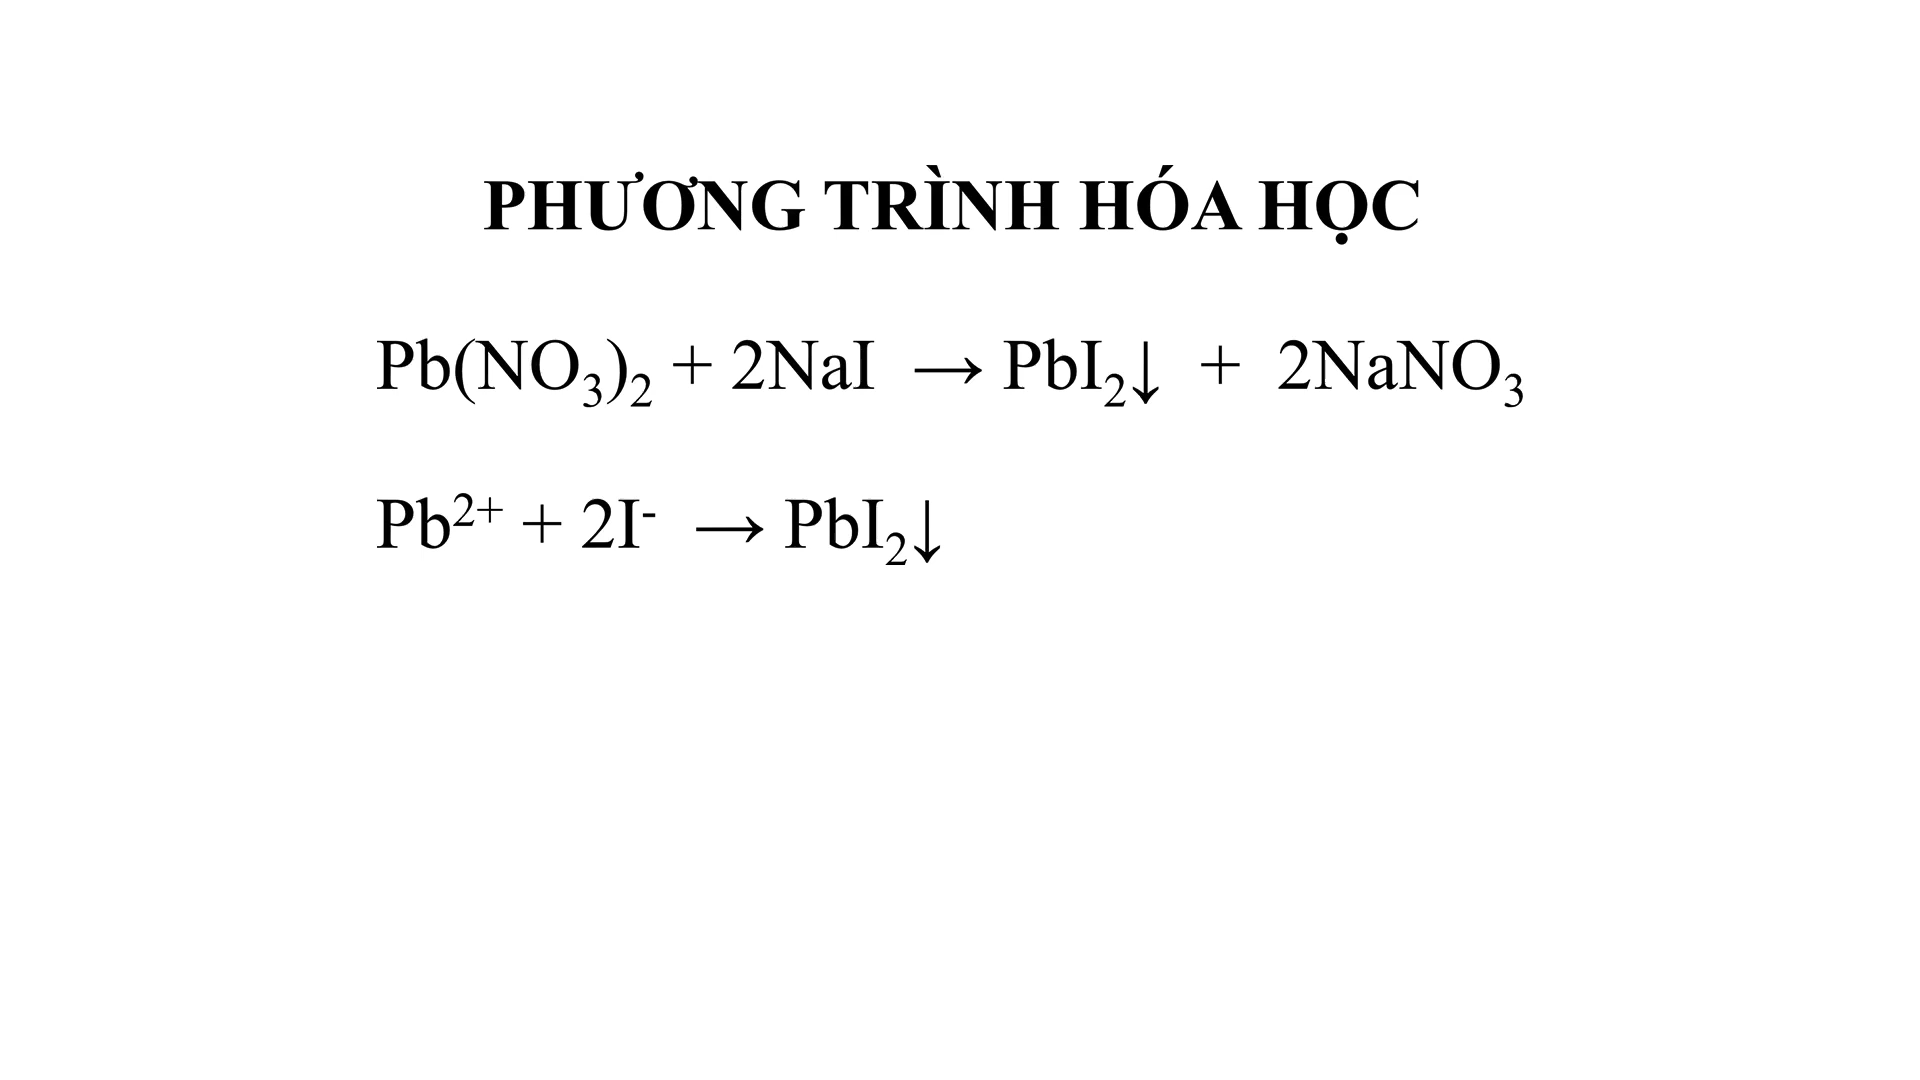 PHƯƠNG TRÌNH HÓA HỌC
Pb(NO₃)₂ + 2NaI → PbI₂↓ + 2NaNO₃
Pb²⁺ + 2I⁻ → PbI₂↓